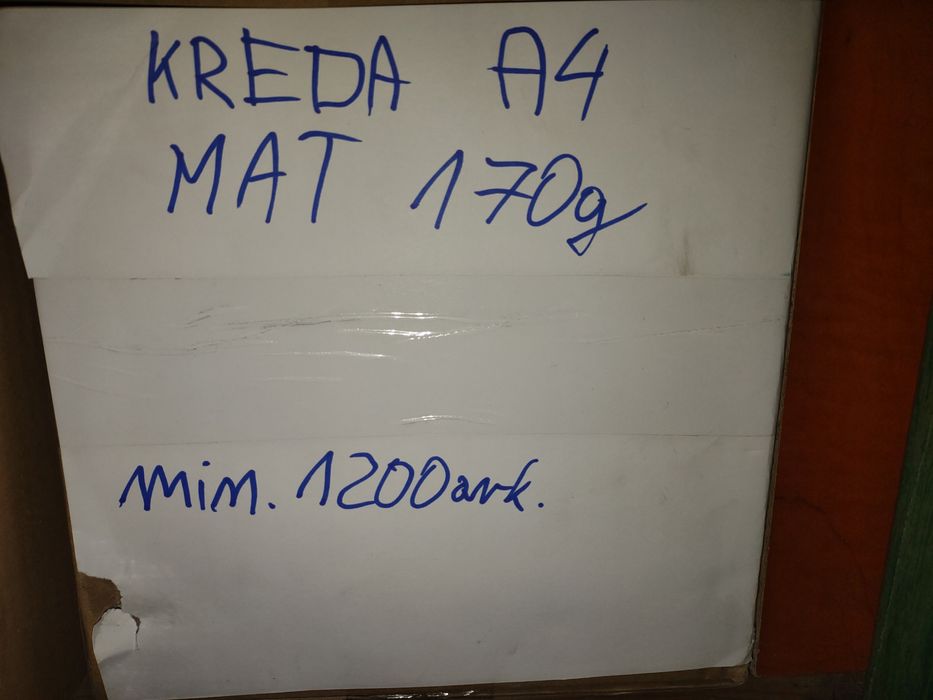 KREDA A4
MAT 170g
min. 1200ark.